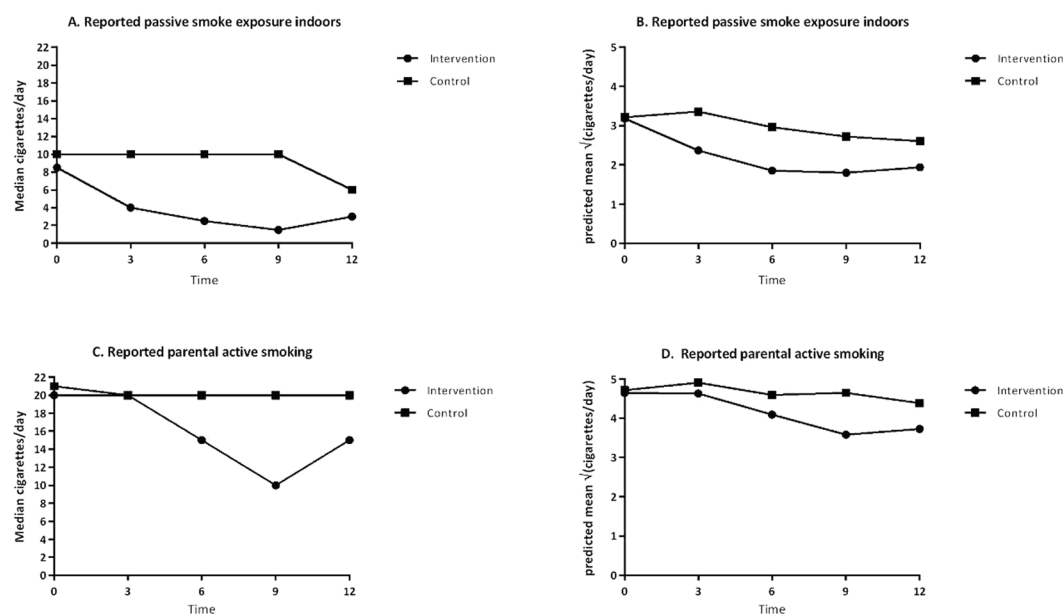 A. Reported passive smoke exposure indoors
Median cigarettes/day
22
20
18
16
14
12
10
8
6
4
2
0
0 3 6 9 12
Time
Intervention
Control
B. Reported passive smoke exposure indoors
predicted mean √(cigarettes/day)
5
4
3
2
1
0
0 3 6 9 12
Time
Intervention
Control
C. Reported parental active smoking
Median cigarettes/day
22
20
18
16
14
12
10
8
6
4
2
0
0 3 6 9 12
Time
Intervention
Control
D. Reported parental active smoking
predicted mean √(cigarettes/day)
5
4
3
2
1
0
0 3 6 9 12
Time
Intervention
Control